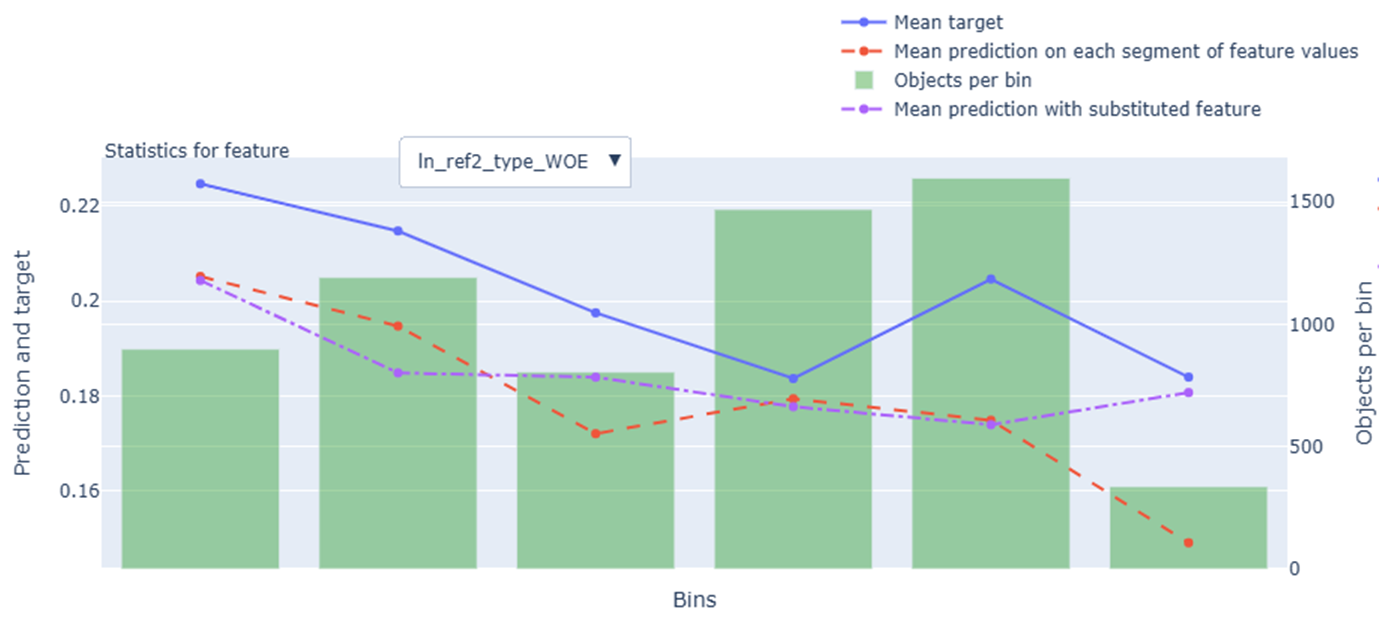 Mean target
Mean prediction on each segment of feature values
Objects per bin
Mean prediction with substituted feature
Statistics for feature
ln_ref2_type_WOE ▼
0.22
0.2
0.18
0.16
Prediction and target
1500
1000
500
0
Objects per bin
Bins